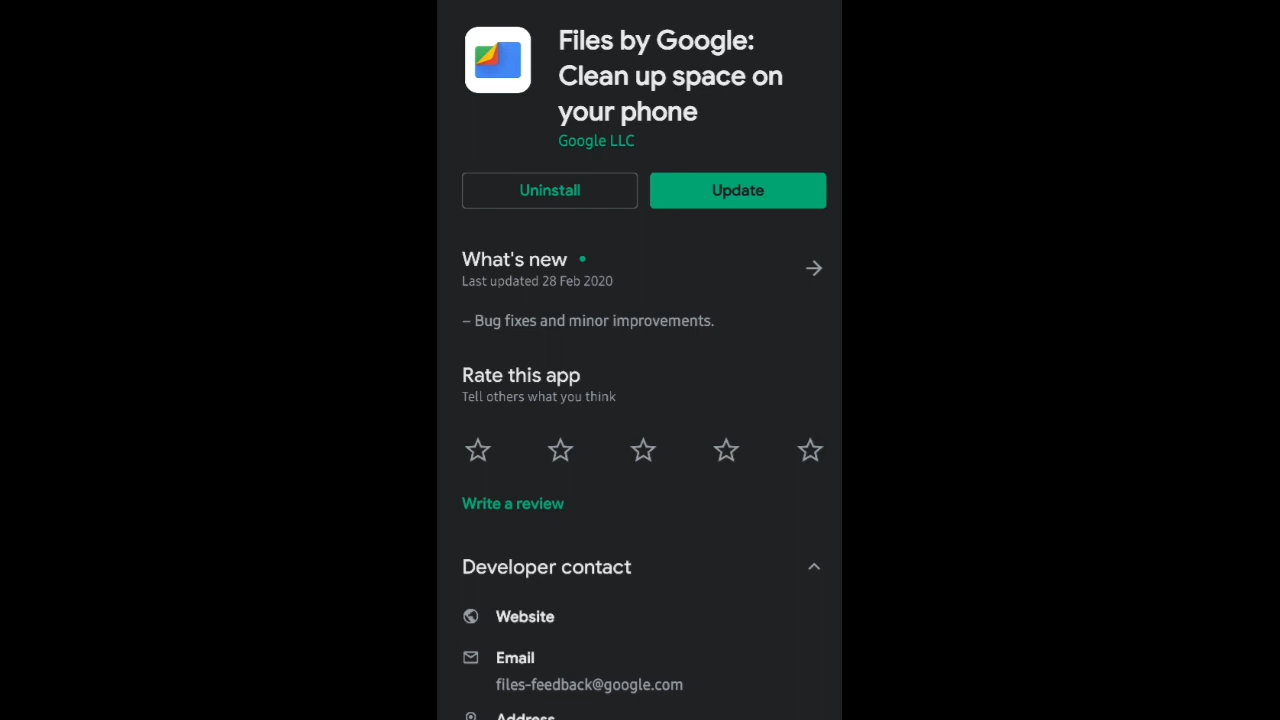 Files by Google:
Clean up space on
your phone
Google LLC
Uninstall
Update
What's new
Last updated 28 Feb 2020
– Bug fixes and minor improvements.
Rate this app
Tell others what you think
Write a review
Developer contact
Website
Email
files-feedback@google.com
Address